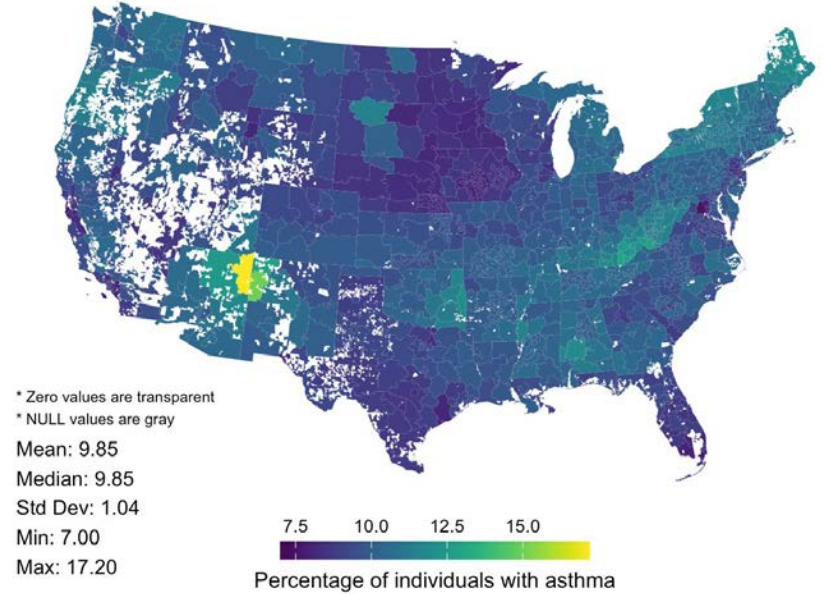 * Zero values are transparent
* NULL values are gray
Mean: 9.85
Median: 9.85
Std Dev: 1.04
Min: 7.00
Max: 17.20
7.5 10.0 12.5 15.0
Percentage of individuals with asthma